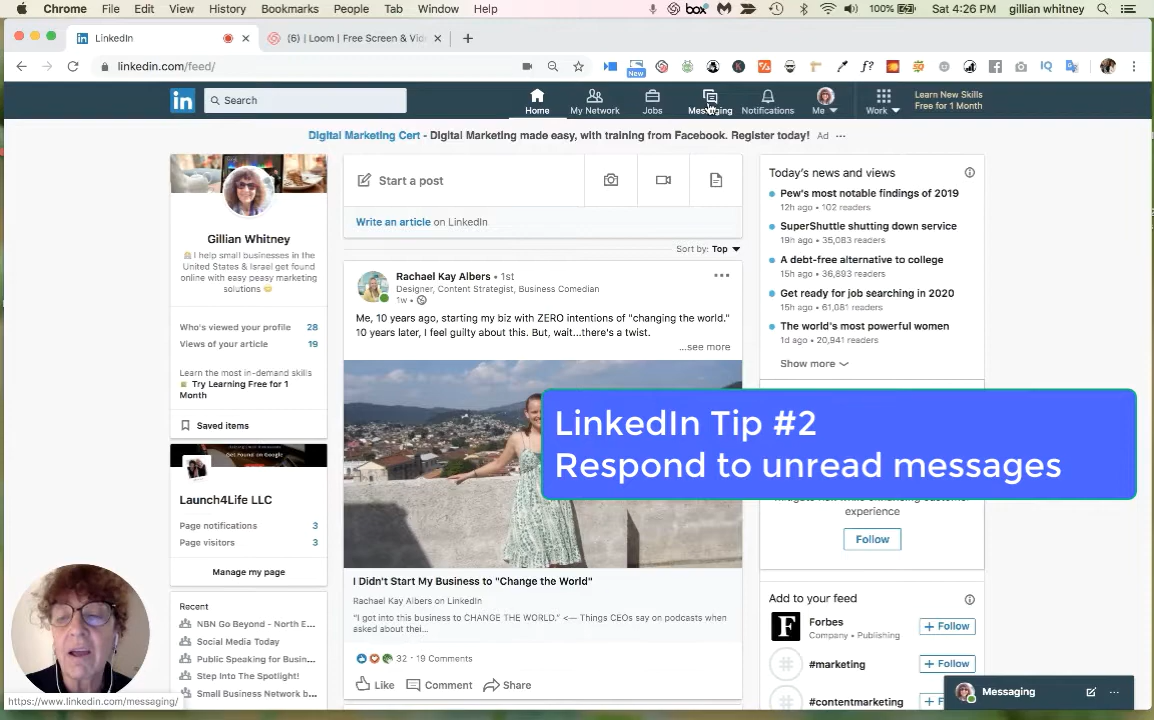 Chrome File Edit View History Bookmarks People Tab Window Help
box 100% Sat 4:26 PM gillian whitney
LinkedIn
(6) | Loom | Free Screen & Vide
linkedin.com/feed/
New
f?
IQ
in Search
Home My Network Jobs Messaging Notifications Me Work
Learn New Skills
Free for 1 Month
Digital Marketing Cert - Digital Marketing made easy, with training from Facebook. Register today! Ad ...
Gillian Whitney
I help small businesses in the
United States & Israel get found
online with easy peasy marketing
solutions
Who's viewed your profile 28
Views of your article 19
Learn the most in-demand skills
Try Learning Free for 1
Month
Saved items
Get Found on Google
Launch4Life LLC
Page notifications 3
Page visitors 3
Manage my page
Recent
NBN Go Beyond - North E...
Social Media Today
Public Speaking for Busin...
Step Into The Spotlight!
Small Business Network b...
Start a post
Write an article on LinkedIn
Sort by: Top
Rachael Kay Albers • 1st
Designer, Content Strategist, Business Comedian
1w •
Me, 10 years ago, starting my biz with ZERO intentions of "changing the world."
10 years later, I feel guilty about this. But, wait...there's a twist.
...see more
I Didn't Start My Business to "Change the World"
Rachael Kay Albers on LinkedIn
"I got into this business to CHANGE THE WORLD." <— Things CEOs say on podcasts when
asked about thei...
32 • 19 Comments
Like Comment Share
Today's news and views
Pew's most notable findings of 2019
12h ago • 102 readers
SuperShuttle shutting down service
19h ago • 35,083 readers
A debt-free alternative to college
15h ago • 36,893 readers
Get ready for job searching in 2020
15h ago • 61,081 readers
The world's most powerful women
1d ago • 20,941 readers
Show more
LinkedIn Tip #2
Respond to unread messages
experience
Follow
Add to your feed
F
Forbes
Company • Publishing
+ Follow
#marketing
+ Follow
#contentmarketing
Messaging ...
https://www.linkedin.com/messaging/